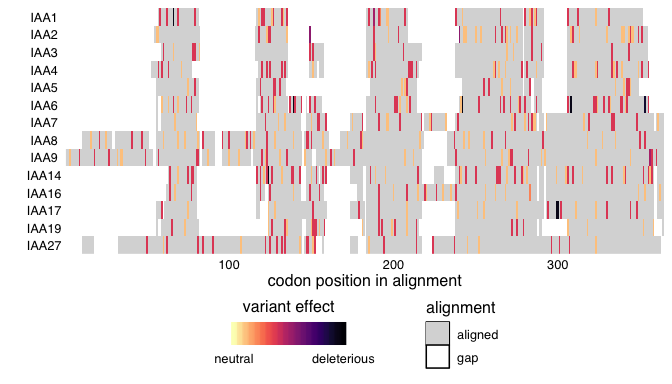 IAA1
IAA2
IAA3
IAA4
IAA5
IAA6
IAA7
IAA8
IAA9
IAA14
IAA16
IAA17
IAA19
IAA27
100 200 300
codon position in alignment
variant effect
neutral deleterious
alignment
aligned
gap